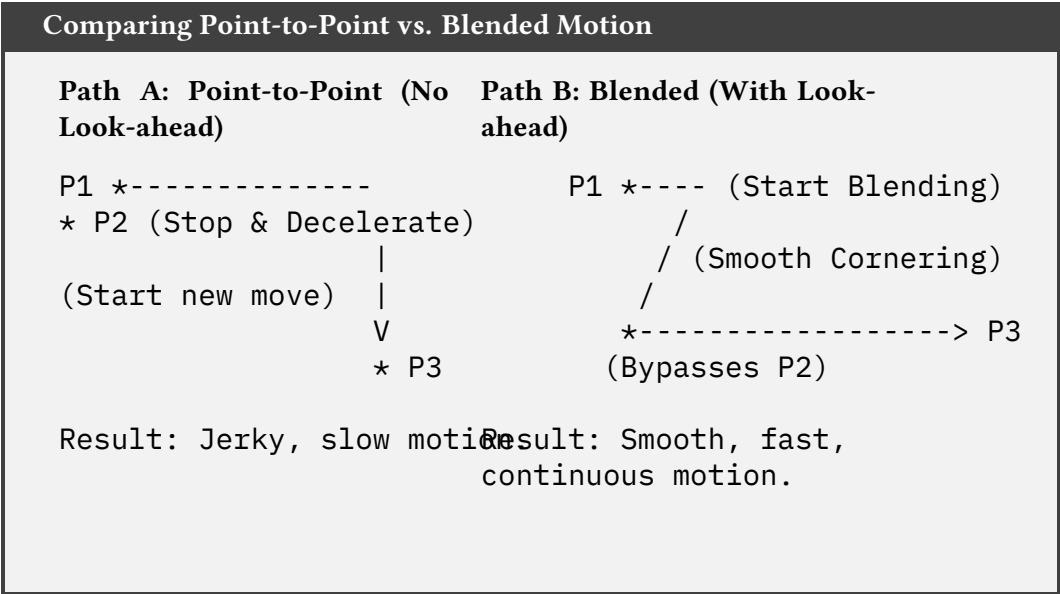 Comparing Point-to-Point vs. Blended Motion
Path A: Point-to-Point (No
Look-ahead)
P1 *--------------
* P2 (Stop & Decelerate)
|
(Start new move) |
V
* P3
Result: Jerky, slow motion.
Path B: Blended (With Look-
ahead)
P1 *---- (Start Blending)
/
/ (Smooth Cornering)
/
*------------------> P3
(Bypasses P2)
Result: Smooth, fast,
continuous motion.